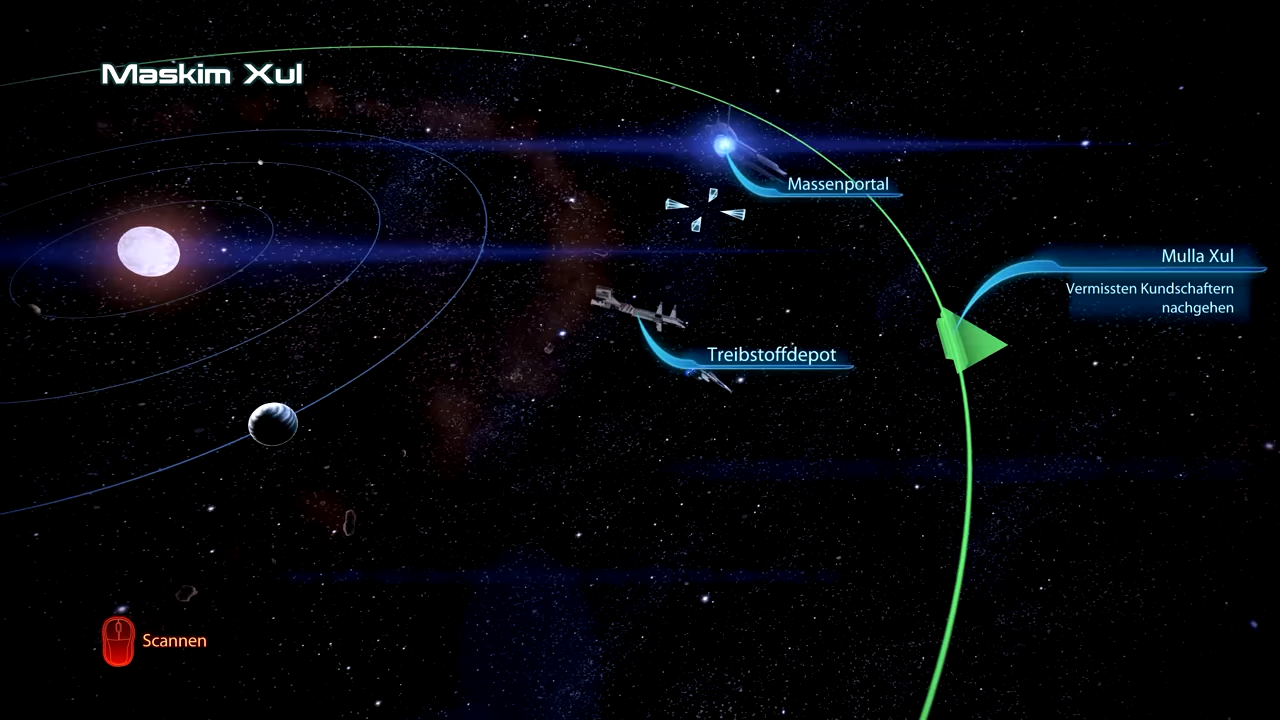 Maskim Xul
Massenportal
Mulla Xul
Vermissten Kundschaftern
nachgehen
Treibstoffdepot
Scannen